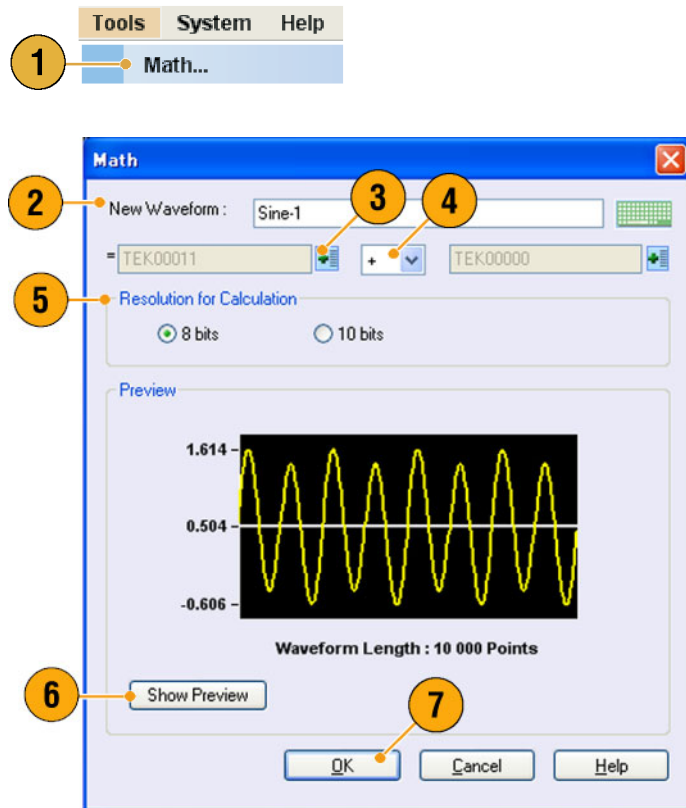 Tools System Help
1 Math...
Math
2 New Waveform : Sine-1 3 4
= TEK00011 + TEK00000
5 Resolution for Calculation
8 bits 10 bits
Preview
1.614
0.504
-0.606
Waveform Length : 10 000 Points
6 Show Preview 7
OK Cancel Help